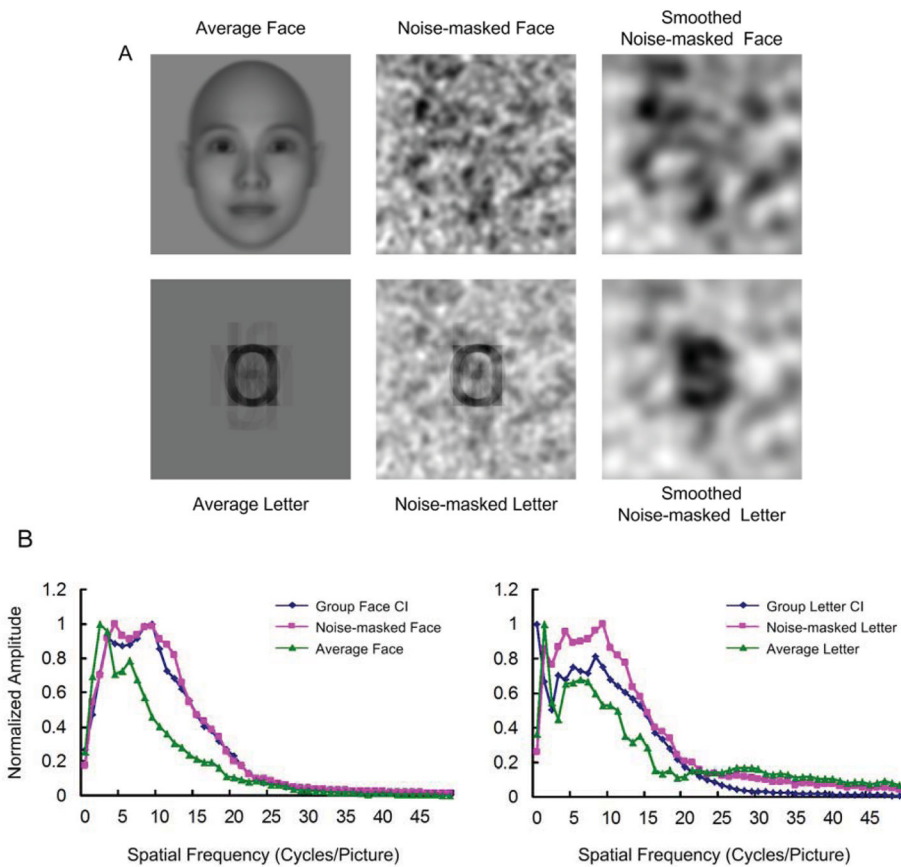 Average Face
Noise-masked Face
Smoothed
Noise-masked Face
A
Average Letter
Noise-masked Letter
Smoothed
Noise-masked Letter
B
Normalized Amplitude
1.2
1
0.8
0.6
0.4
0.2
0
0 5 10 15 20 25 30 35 40 45
Group Face CI
Noise-masked Face
Average Face
Spatial Frequency (Cycles/Picture)
1.2
1
0.8
0.6
0.4
0.2
0
0 5 10 15 20 25 30 35 40 45
Group Letter CI
Noise-masked Letter
Average Letter
Spatial Frequency (Cycles/Picture)